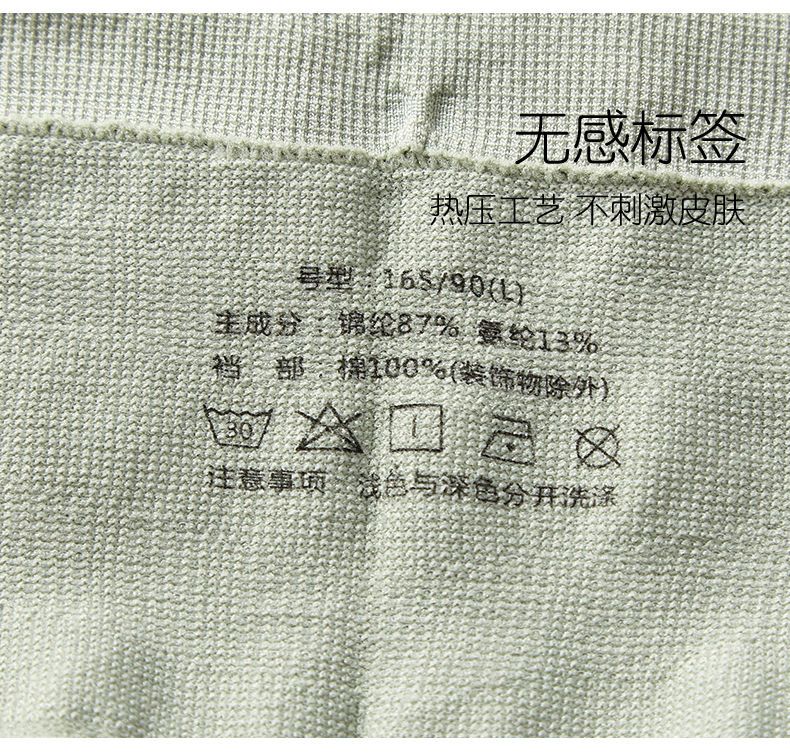 无感标签
热压工艺 不刺激皮肤
号型：165/90(L)
主成分：锦纶87% 氨纶13%
裆 部 棉100%(装饰物除外)
30
注意事项 浅色与深色分开洗涤